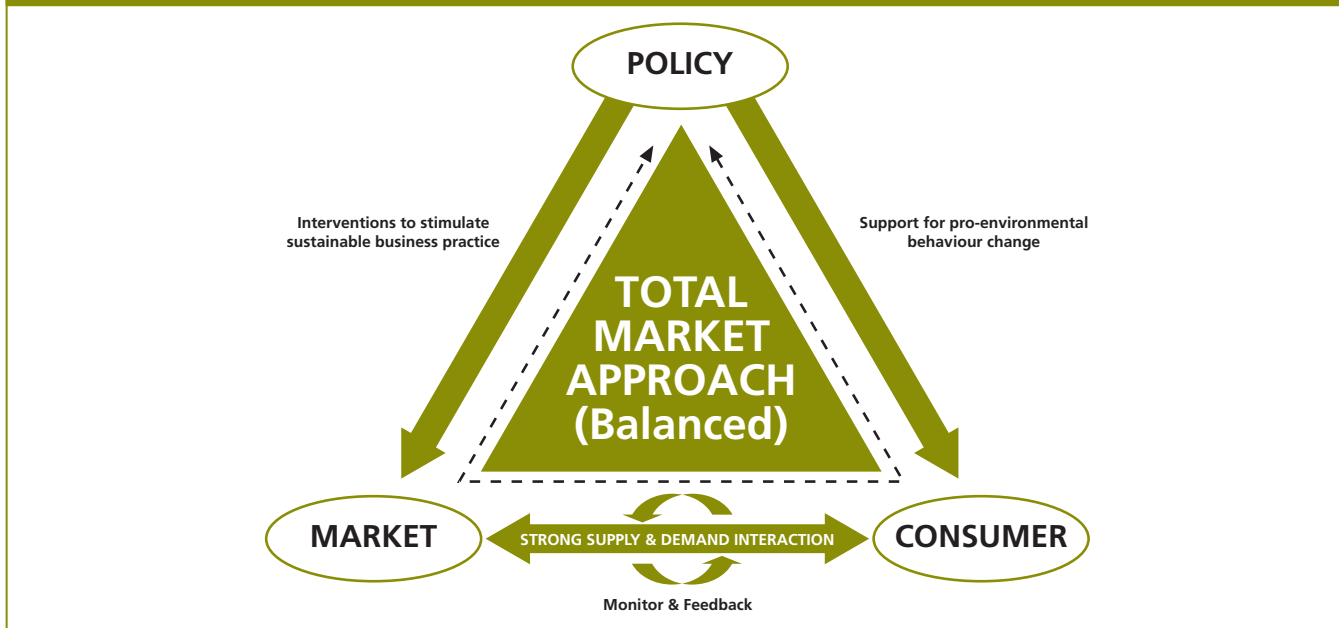 POLICY
Interventions to stimulate
sustainable business practice
Support for pro-environmental
behaviour change
TOTAL
MARKET
APPROACH
(Balanced)
MARKET
STRONG SUPPLY & DEMAND INTERACTION
CONSUMER
Monitor & Feedback